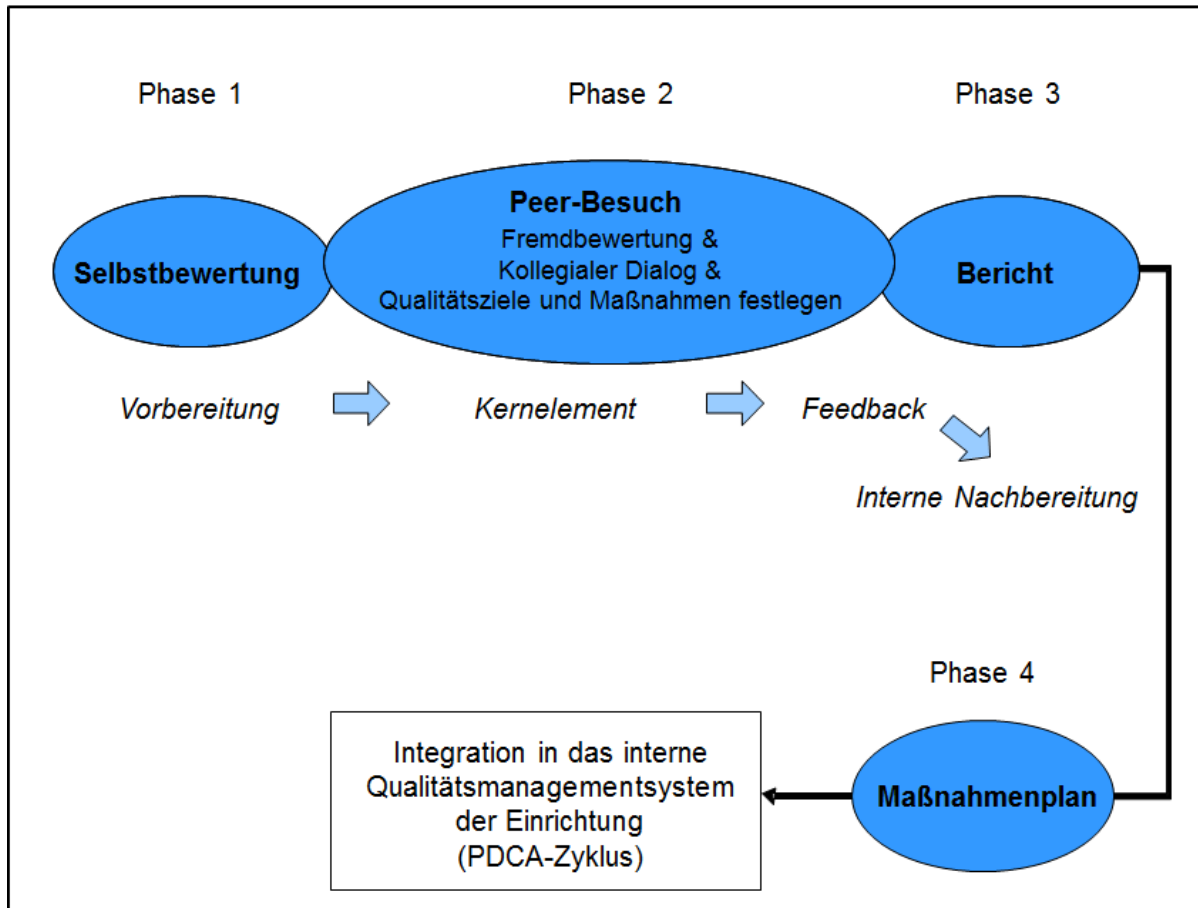 Phase 1
Phase 2
Phase 3
Selbstbewertung
Peer-Besuch
Fremdbewertung &
Kollegialer Dialog &
Qualitätsziele und Maßnahmen festlegen
Bericht
Vorbereitung
Kernelement
Feedback
Interne Nachbereitung
Phase 4
Maßnahmenplan
Integration in das interne
Qualitätsmanagementsystem
der Einrichtung
(PDCA-Zyklus)